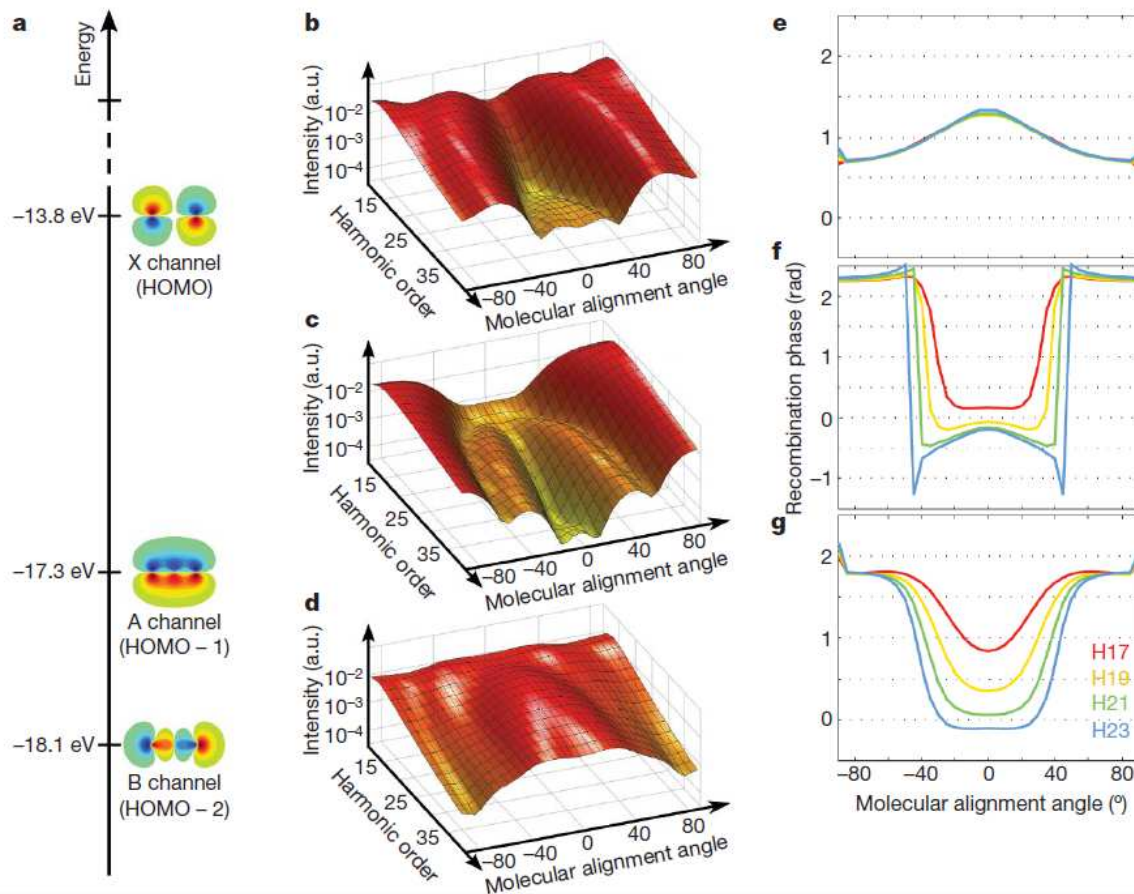 a
Energy
−13.8 eV
X channel
(HOMO)
−17.3 eV
A channel
(HOMO – 1)
−18.1 eV
B channel
(HOMO – 2)
b
Intensity (a.u.)
10−2
10−3
10−4
15
25
35
Harmonic order
−80
−40
0
40
80
Molecular alignment angle
c
Intensity (a.u.)
10−2
10−3
10−4
15
25
35
Harmonic order
−80
−40
0
40
80
Molecular alignment angle
d
Intensity (a.u.)
10−2
10−3
10−4
15
25
35
Harmonic order
−80
−40
0
40
80
Molecular alignment angle
e
2
1
0
f
2
1
0
−1
Recombination phase (rad)
g
2
1
0
H17
H19
H21
H23
−80
−40
0
40
80
Molecular alignment angle (º)